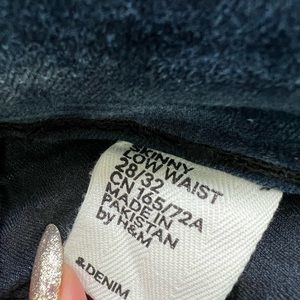 SKINNY
LOW WAIST
28/32
CN 165/72A
MADE IN
PAKISTAN
by H&M
&DENIM